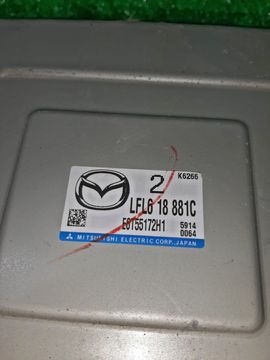 2 K6266
LFL6 18 881C
E6T55172H1 5914
0064
MITSUBISHI ELECTRIC CORP., JAPAN